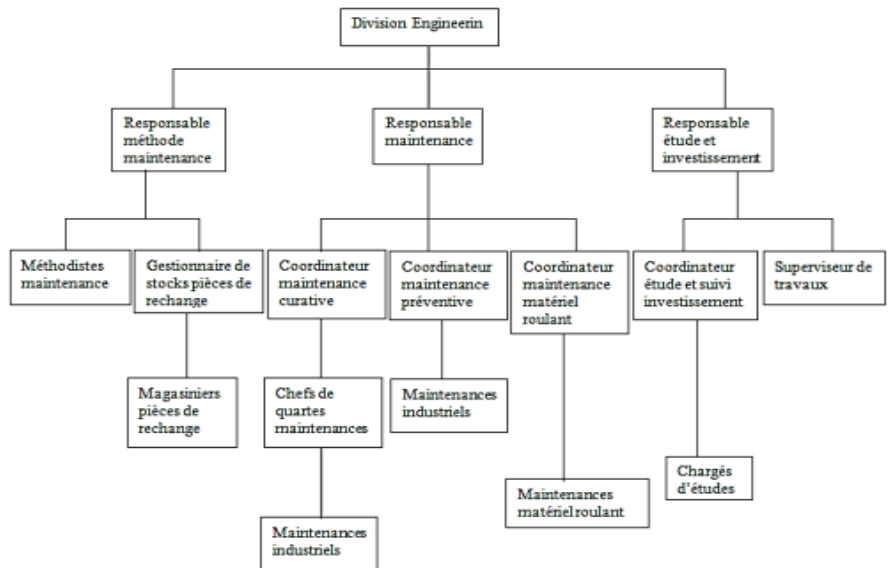 Division Engineerin
Responsable
méthode
maintenance
Responsable
maintenance
Responsable
étude et
investissement
Méthodistes
maintenance
Gestionnaire de
stocks pièces de
rechange
Coordinateur
maintenance
curative
Coordinateur
maintenance
préventive
Coordinateur
maintenance
matériel
roulant
Coordinateur
étude et suivi
investissement
Superviseur de
travaux
Magasiniers
pièces de
rechange
Chefs de
quartes
maintenances
Maintenances
industriels
Chargés
d'études
Maintenances
matériel roulant
Maintenances
industriels